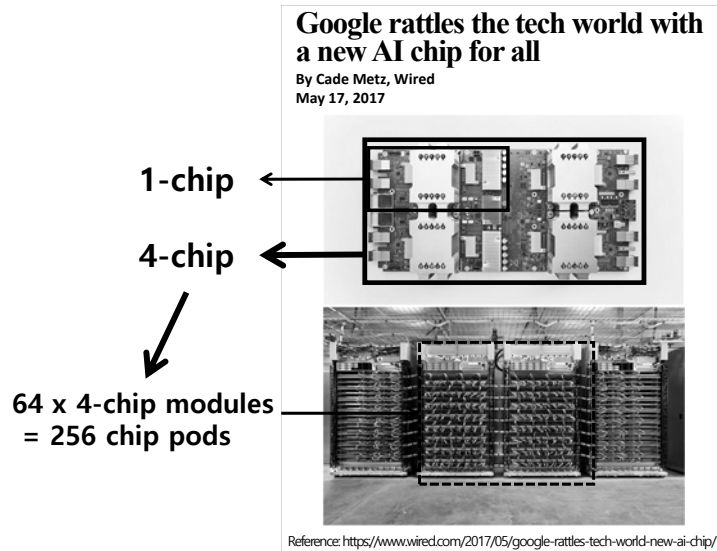 Google rattles the tech world with
a new AI chip for all
By Cade Metz, Wired
May 17, 2017
1-chip
4-chip
64 x 4-chip modules
= 256 chip pods
Reference: https://www.wired.com/2017/05/google-rattles-tech-world-new-ai-chip/